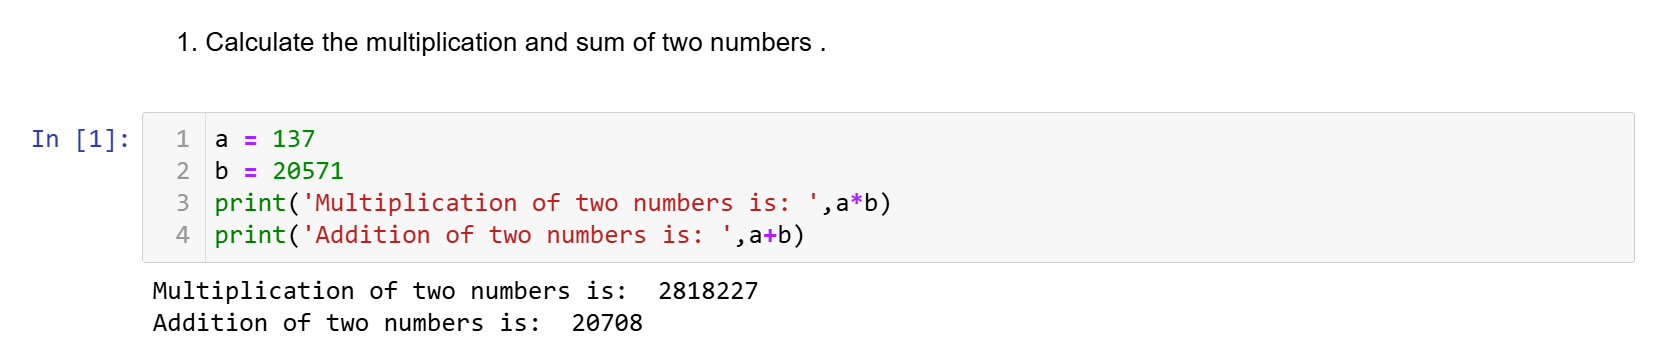 1. Calculate the multiplication and sum of two numbers .
In [1]:
1 a = 137
2 b = 20571
3 print('Multiplication of two numbers is: ',a*b)
4 print('Addition of two numbers is: ',a+b)
Multiplication of two numbers is:  2818227
Addition of two numbers is:  20708